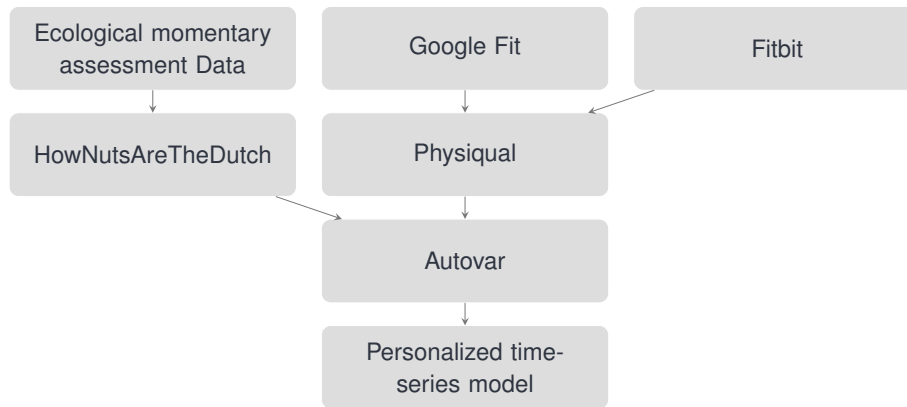 Ecological momentary
assessment Data
Google Fit
Fitbit
HowNutsAreTheDutch
Physiqual
Autovar
Personalized time-
series model